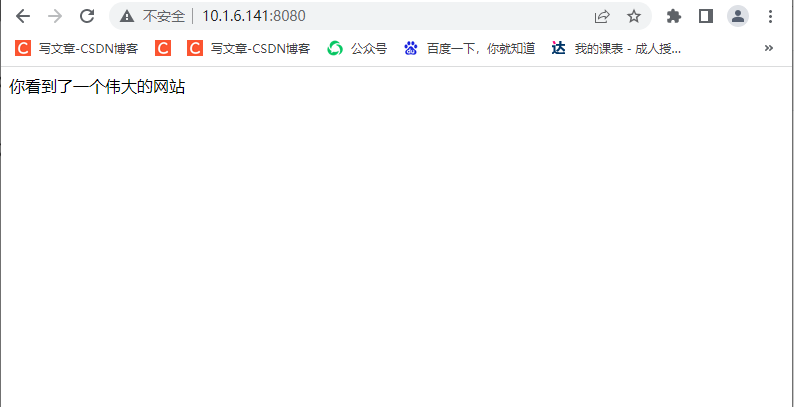 不安全 10.1.6.141:8080
写文章-CSDN博客 写文章-CSDN博客 公众号 百度一下，你就知道 达 我的课表 - 成人授...
你看到了一个伟大的网站